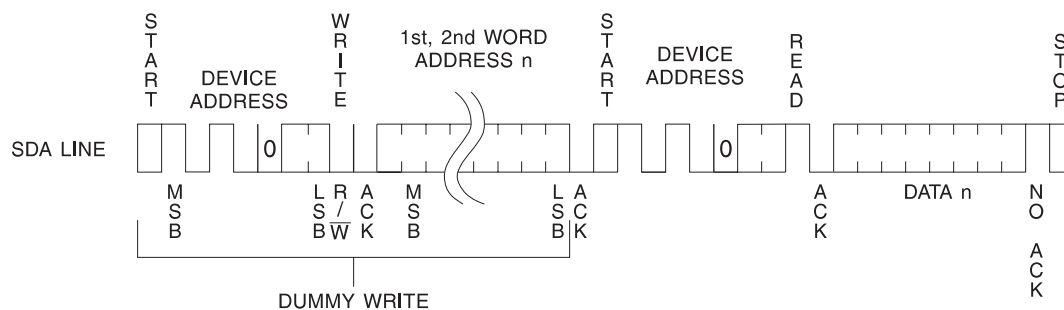 START
WRITE
1st, 2nd WORD
ADDRESS n
START
DEVICE
ADDRESS
READ
STOP
DEVICE
ADDRESS
SDA LINE
0
0
MSB
LSB
R/W
ACK
MSB
LSB
ACK
ACK
DATA n
NO ACK
DUMMY WRITE